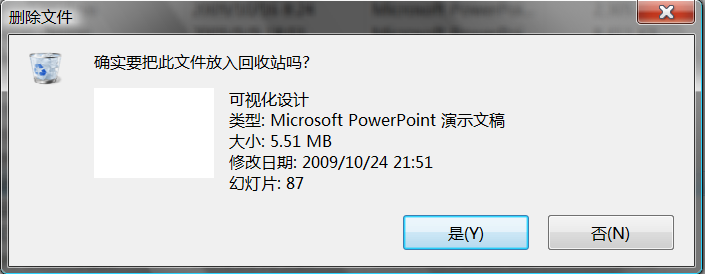 删除文件
确实要把此文件放入回收站吗?
可视化设计
类型: Microsoft PowerPoint 演示文稿
大小: 5.51 MB
修改日期: 2009/10/24 21:51
幻灯片: 87
是(Y)
否(N)